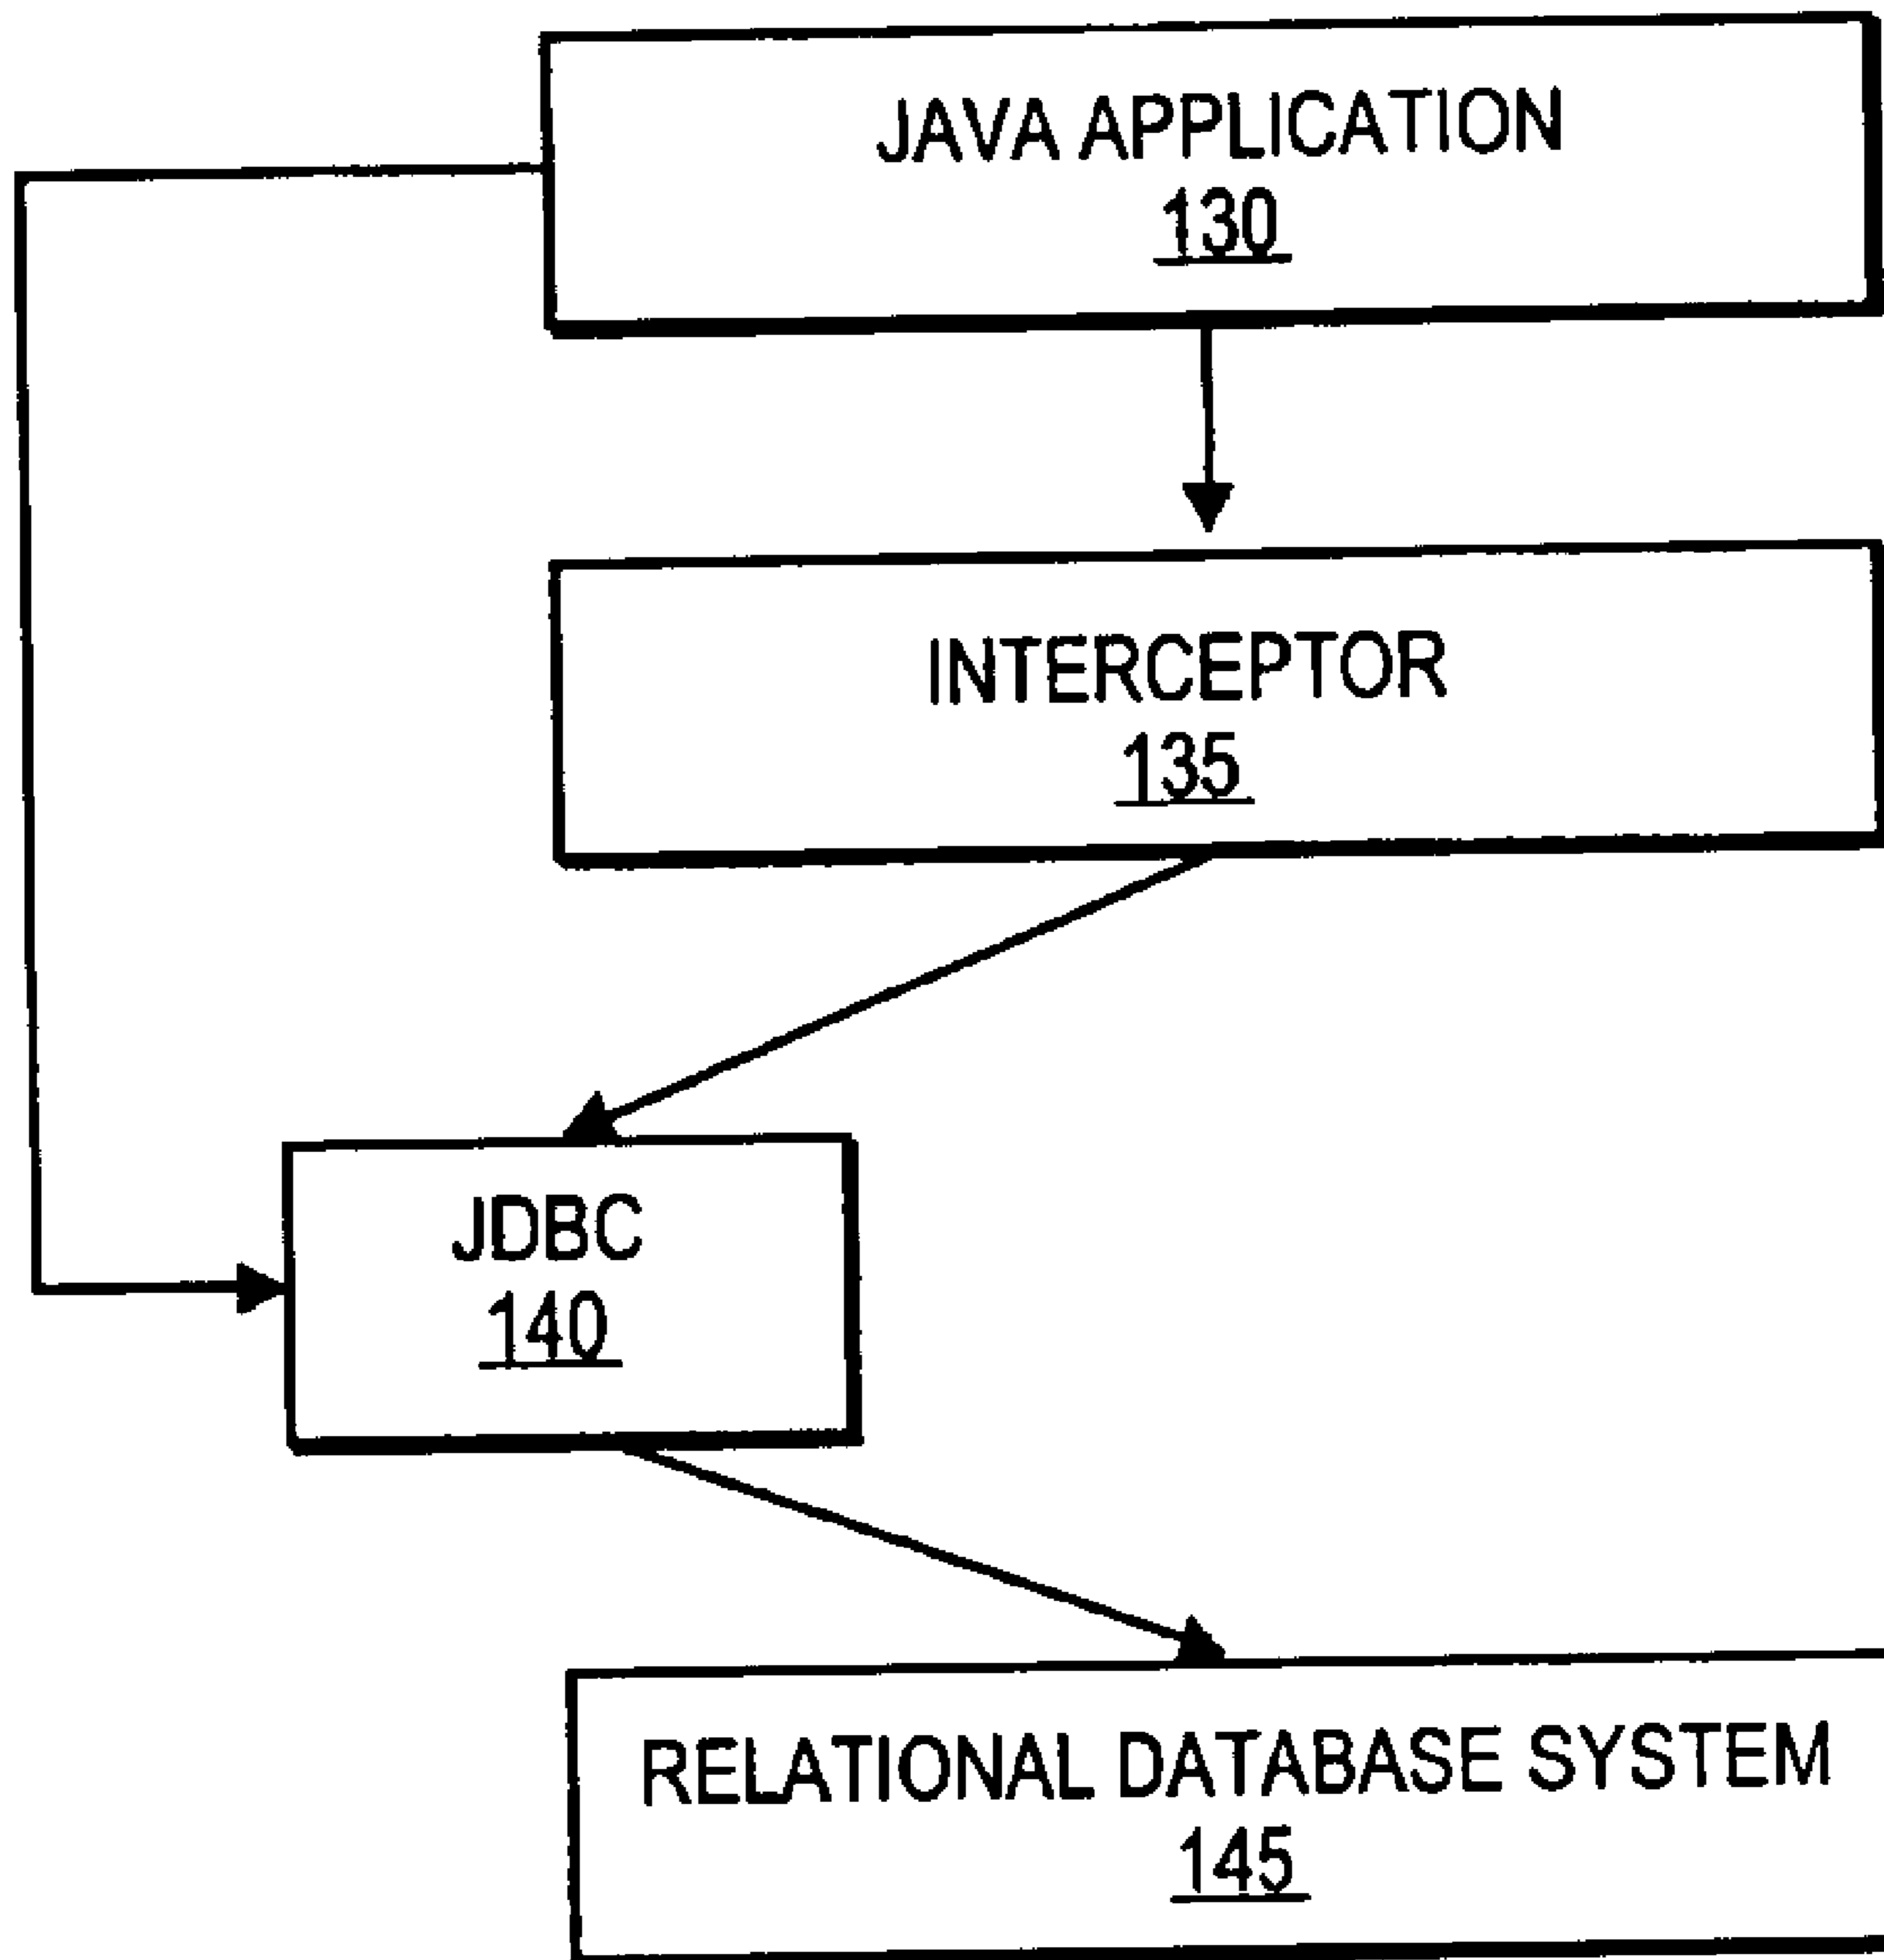 JAVA APPLICATION
130
INTERCEPTOR
135
JDBC
140
RELATIONAL DATABASE SYSTEM
145